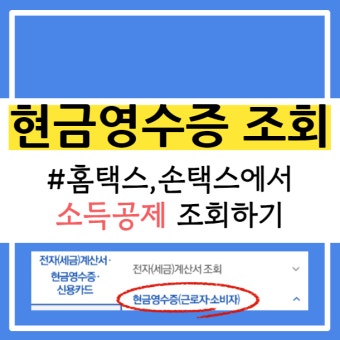 현금영수증 조회
#홈택스,손택스에서
소득공제 조회하기
전자(세금)계산서·
현금영수증·
신용카드
전자(세금)계산서 조회
현금영수증(근로자·소비자)